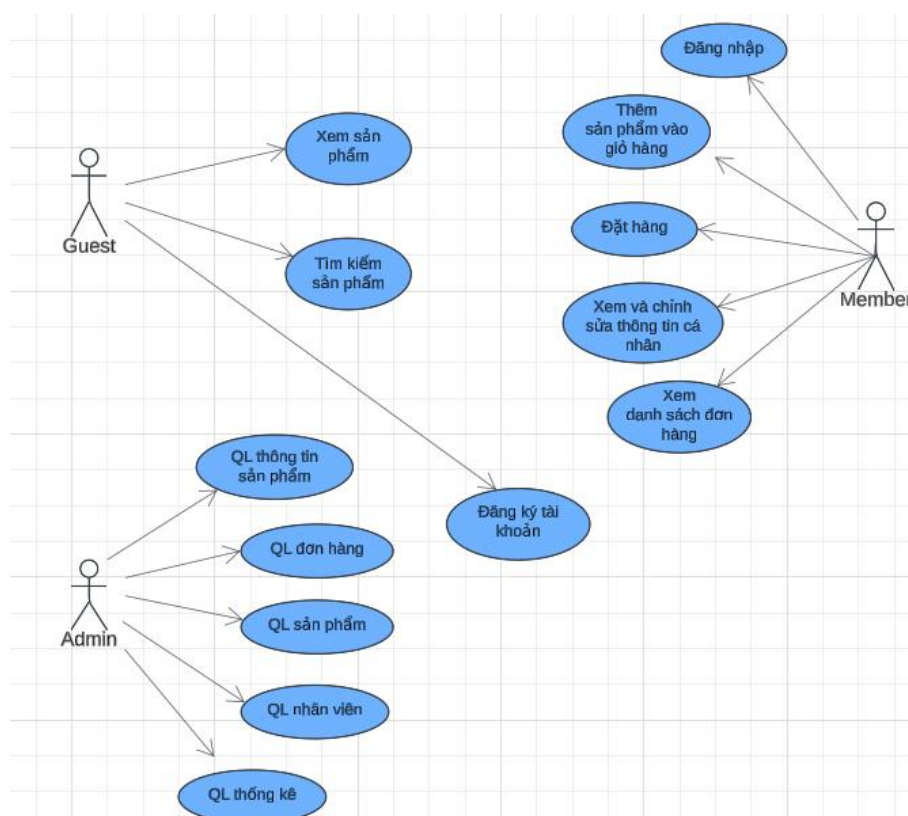 Đăng nhập
Thêm
sản phẩm vào
giỏ hàng
Xem sản
phẩm
Guest
Đặt hàng
Tìm kiếm
sản phẩm
Member
Xem và chỉnh
sửa thông tin cá
nhân
Xem
danh sách đơn
hàng
QL thông tin
sản phẩm
Đăng ký tài
khoản
QL đơn hàng
QL sản phẩm
Admin
QL nhân viên
QL thống kê